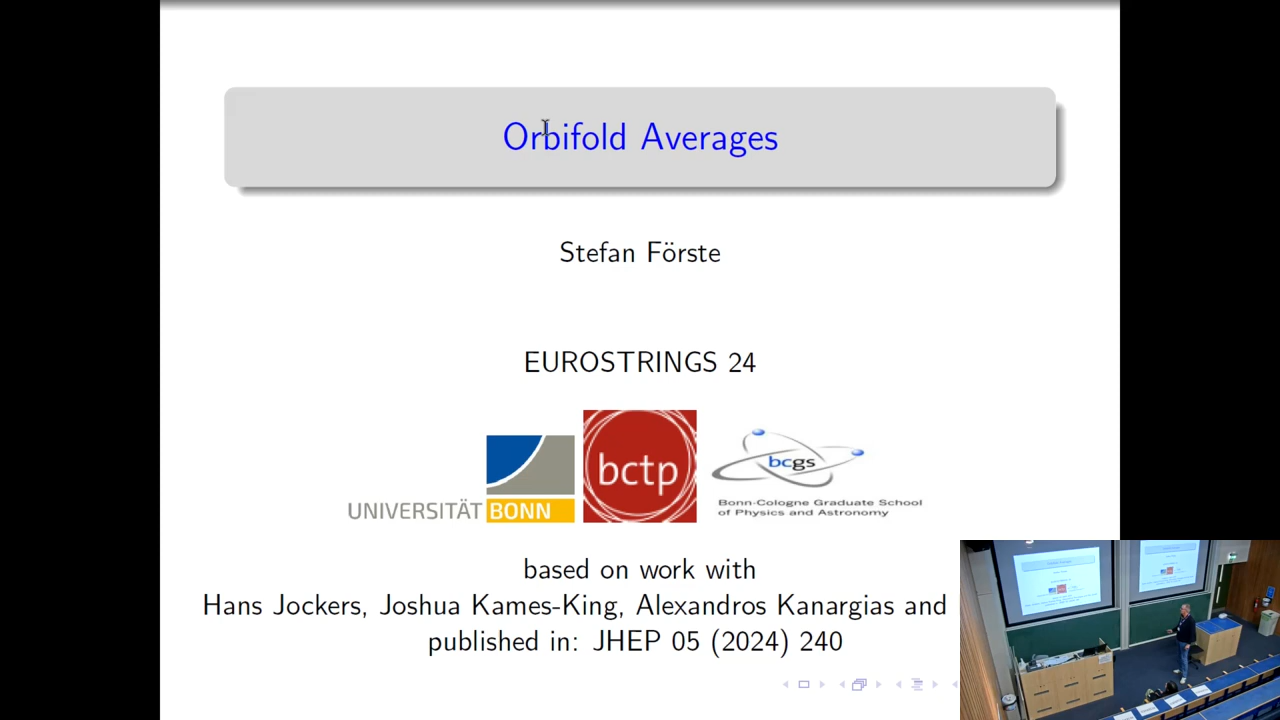 Orbifold Averages
Stefan Förste
EUROSTRINGS 24
UNIVERSITÄT BONN
bctp
bcgs
Bonn-Cologne Graduate School
of Physics and Astronomy
based on work with
Hans Jockers, Joshua Kames-King, Alexandros Kanargias and
published in: JHEP 05 (2024) 240